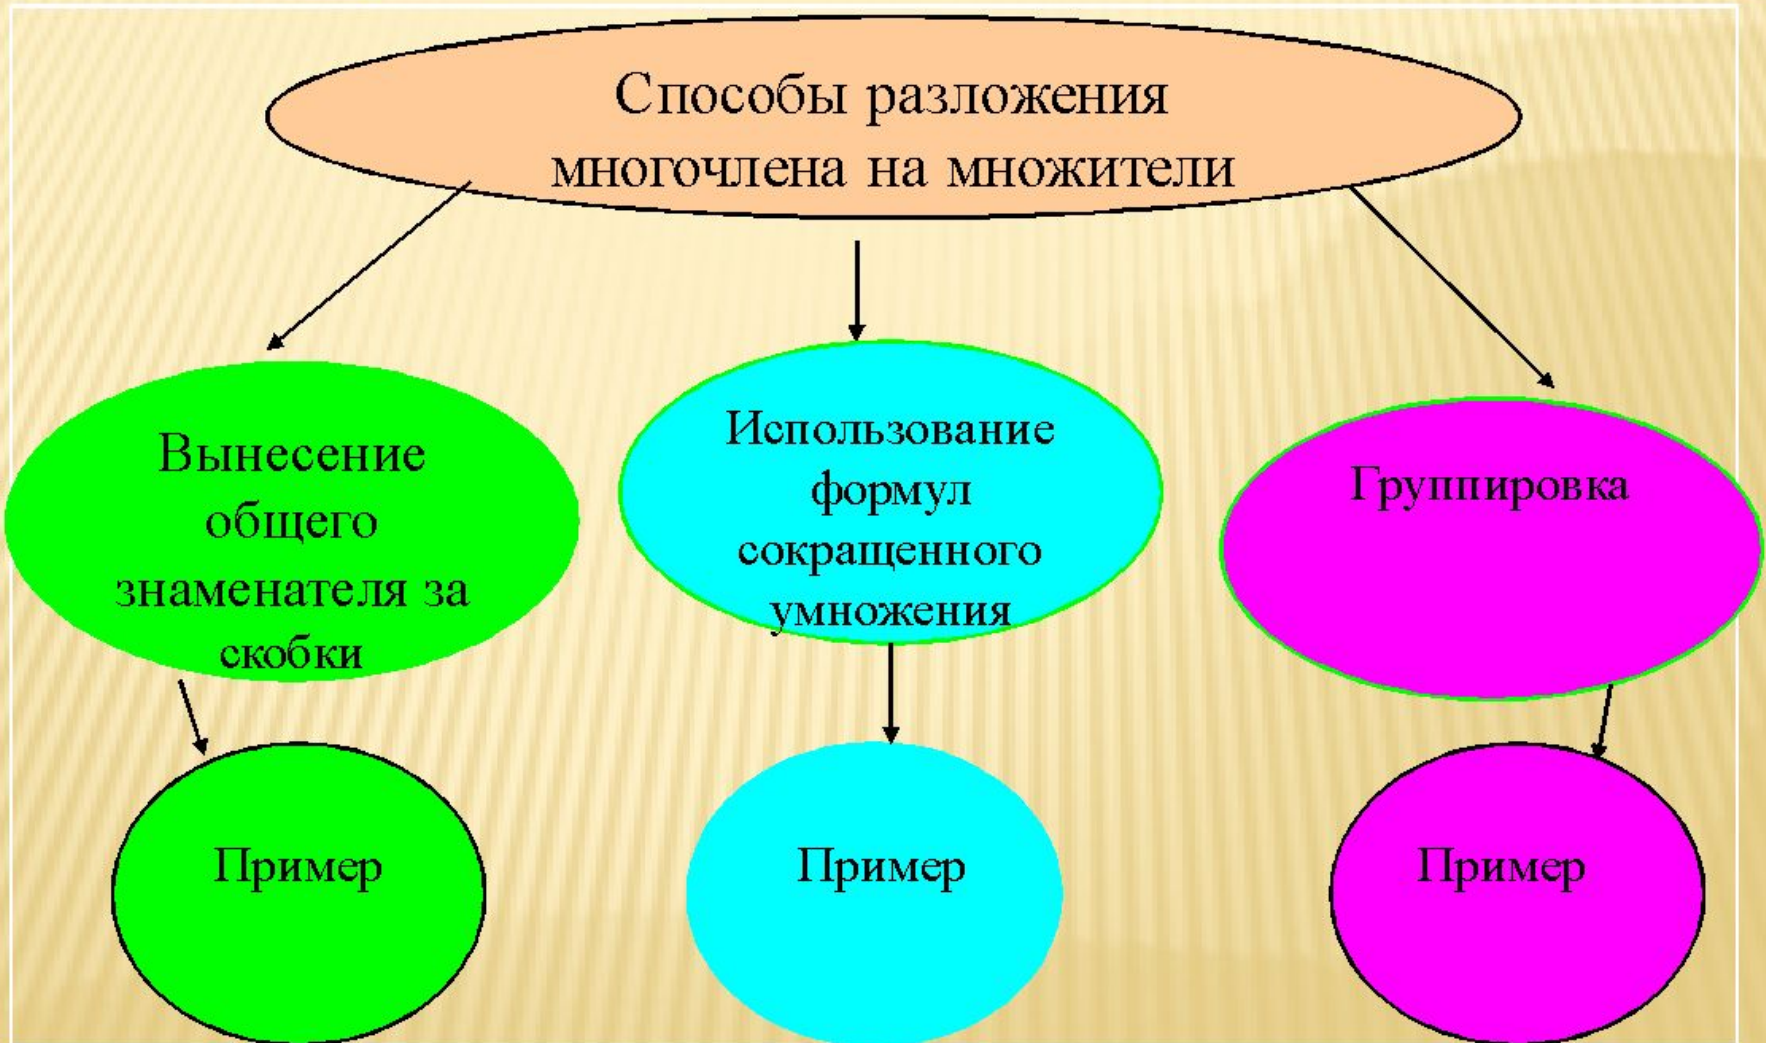 Способы разложения
многочлена на множители
Вынесение
общего
знаменателя за
скобки
Использование
формул
сокращенного
умножения
Группировка
Пример
Пример
Пример